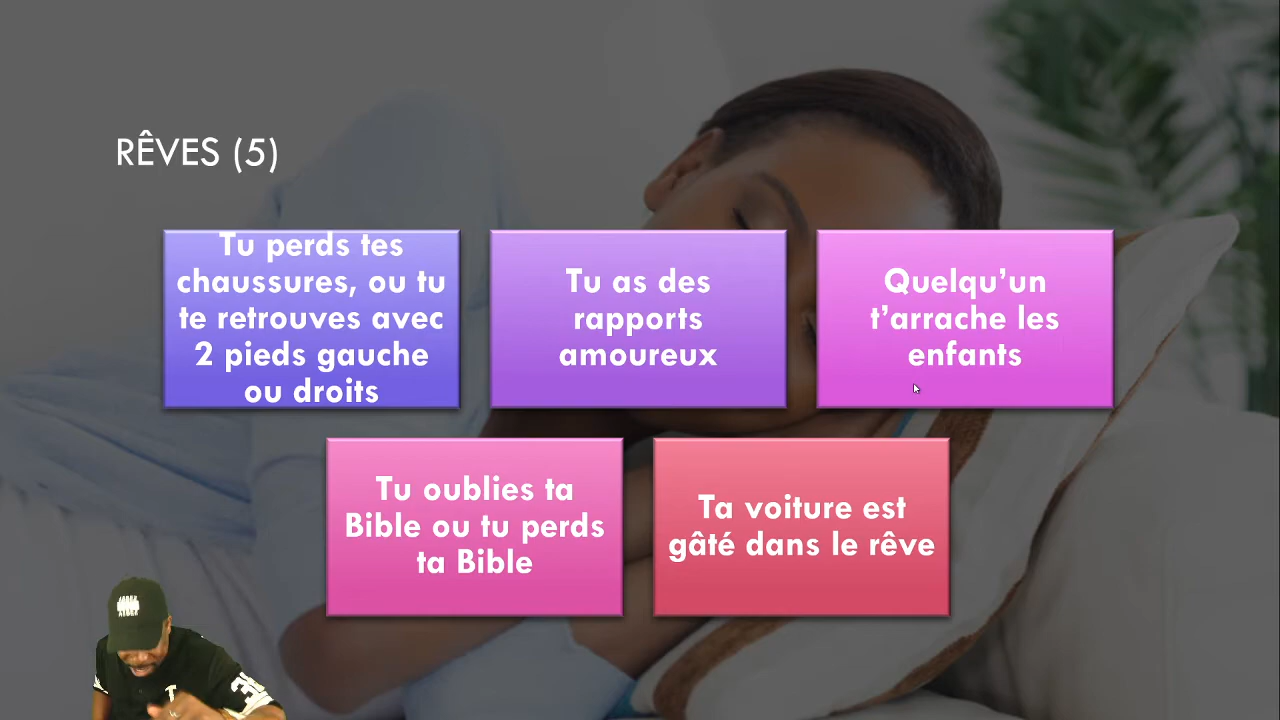 RÊVES (5)
Tu perds tes
chaussures, ou tu
te retrouves avec
2 pieds gauche
ou droits
Tu as des
rapports
amoureux
Quelqu’un
t’arrache les
enfants
Tu oublies ta
Bible ou tu perds
ta Bible
Ta voiture est
gâté dans le rêve